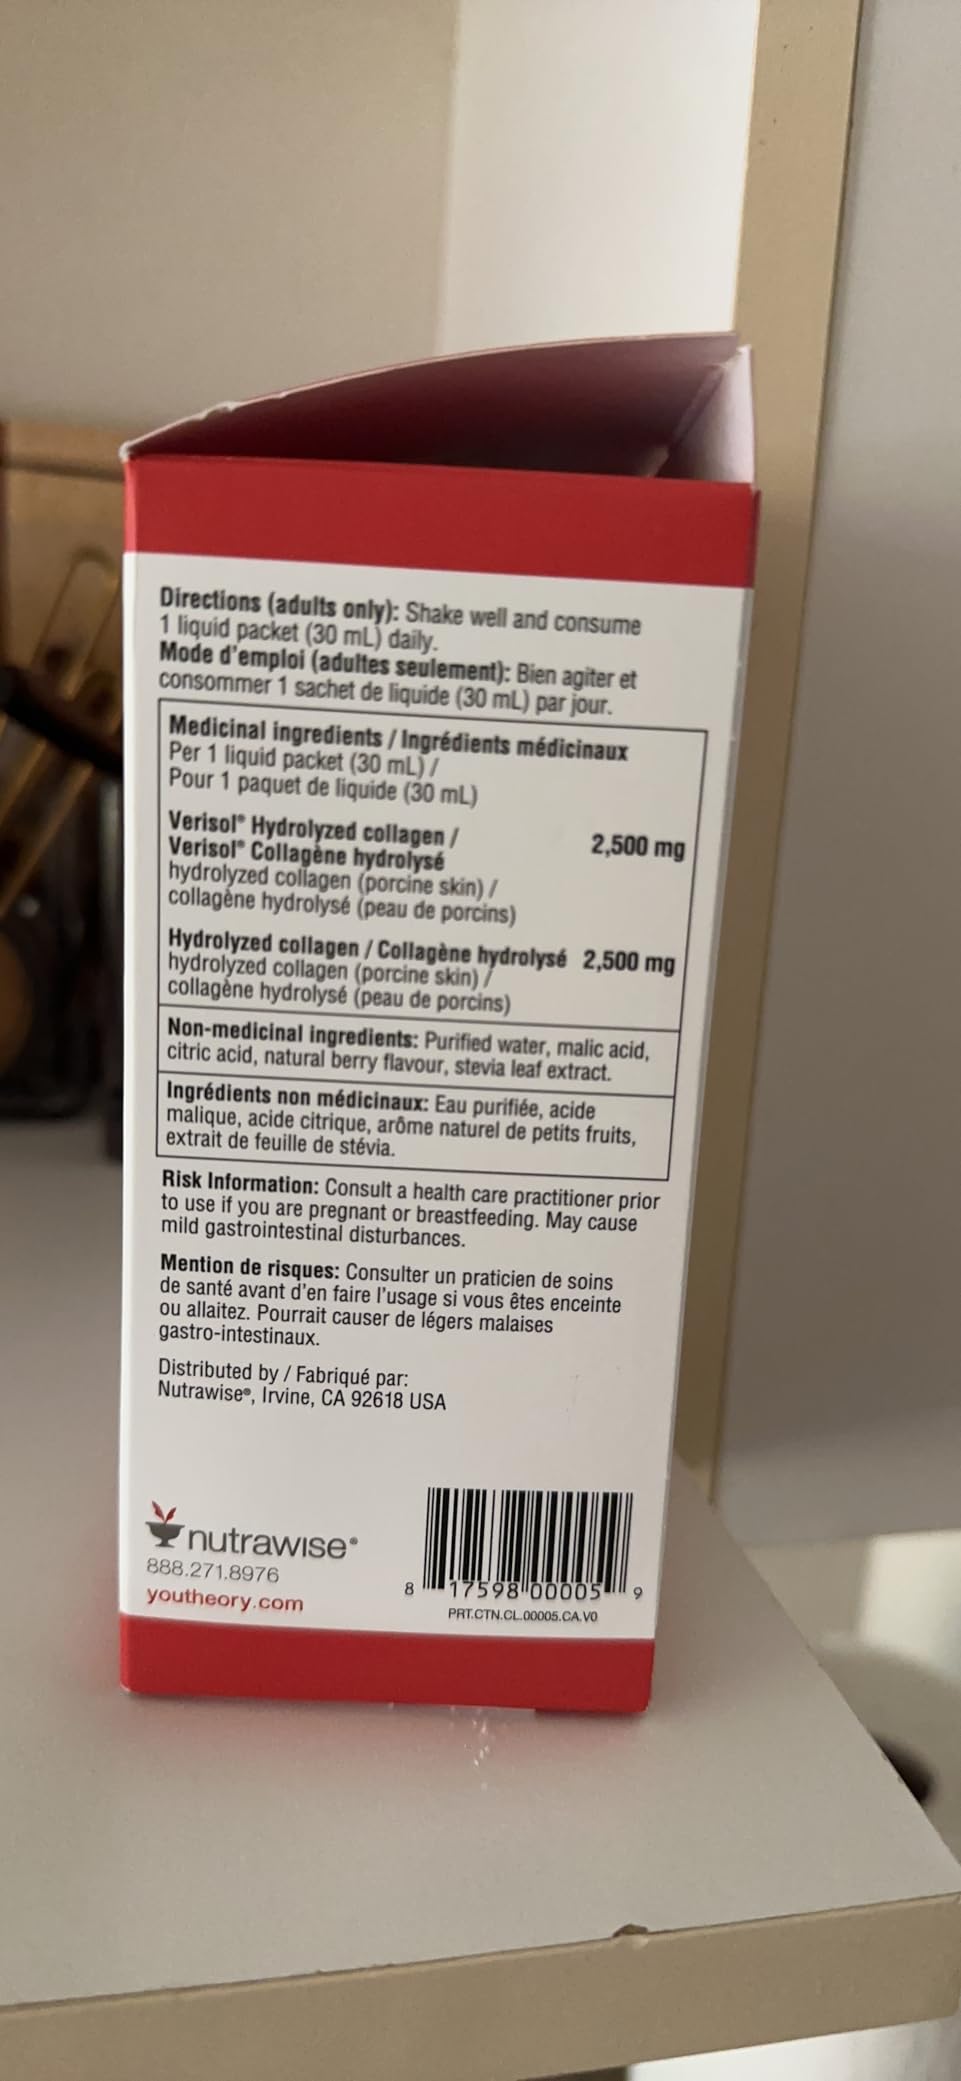 Directions (adults only): Shake well and consume
1 liquid packet (30 mL) daily.
Mode d'emploi (adultes seulement): Bien agiter et
consommer 1 sachet de liquide (30 mL) par jour.
Medicinal ingredients / Ingrédients médicinaux
Per 1 liquid packet (30 mL) /
Pour 1 paquet de liquide (30 mL)
Verisol® Hydrolyzed collagen / 2,500 mg
Verisol® Collagène hydrolysé
hydrolyzed collagen (porcine skin) /
collagène hydrolysé (peau de porcins)
Hydrolyzed collagen / Collagène hydrolysé 2,500 mg
hydrolyzed collagen (porcine skin) /
collagène hydrolysé (peau de porcins)
Non-medicinal ingredients: Purified water, malic acid,
citric acid, natural berry flavour, stevia leaf extract.
Ingrédients non médicinaux: Eau purifiée, acide
malique, acide citrique, arôme naturel de petits fruits,
extrait de feuille de stévia.
Risk Information: Consult a health care practitioner prior
to use if you are pregnant or breastfeeding. May cause
mild gastrointestinal disturbances.
Mention de risques: Consulter un praticien de soins
de santé avant d'en faire l'usage si vous êtes enceinte
ou allaitez. Pourrait causer de légers malaises
gastro-intestinaux.
Distributed by / Fabriqué par:
Nutrawise®, Irvine, CA 92618 USA
nutrawise®
888.271.8976
youtheory.com
8 17598 00005 9
PRT.CTN.CL.00005.CA.V0